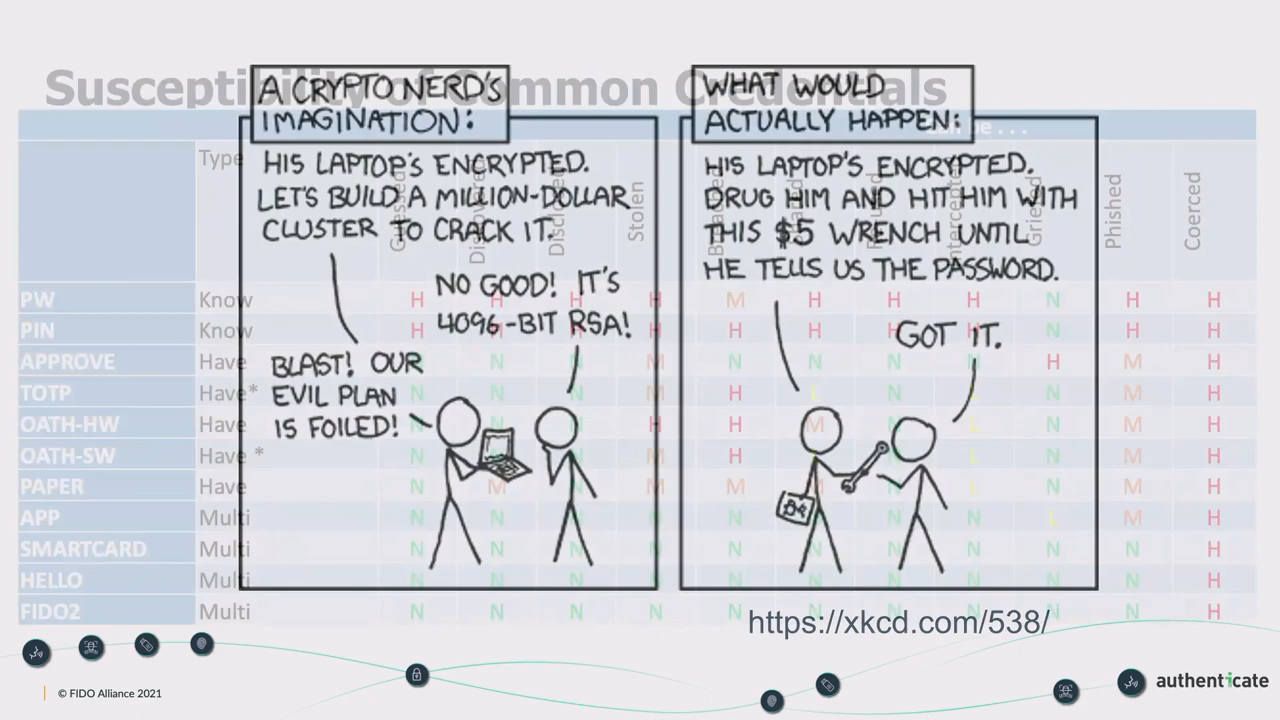 Susceptibility of Common Credentials
A CRYPTO NERD'S
IMAGINATION:
HIS LAPTOP'S ENCRYPTED.
LET'S BUILD A MILLION-DOLLAR
CLUSTER TO CRACK IT.
NO GOOD! IT'S
4096-BIT RSA!
BLAST! OUR
EVIL PLAN
IS FOILED!
WHAT WOULD
ACTUALLY HAPPEN:
HIS LAPTOP'S ENCRYPTED.
DRUG HIM AND HIT HIM WITH
THIS $5 WRENCH UNTIL
HE TELLS US THE PASSWORD.
GOT IT.
Type Stolen Phished Coerced
PW Know H H H H M H H H N H H
PIN Know H H H H H H H H N H H
APPROVE Have N N N M N N N N H M H
TOTP Have* N N N M H L N L N M H
OATH-HW Have N N N H H M N L N M H
OATH-SW Have * N N N M H L N L N M H
PAPER Have N M N M M M N L N M H
APP Multi N N N N N N N N L M H
SMARTCARD Multi N N N N N N N N N N H
HELLO Multi N N N N N N N N N N H
FIDO2 Multi N N N N N N N N N N H
https://xkcd.com/538/
© FIDO Alliance 2021
authenticate